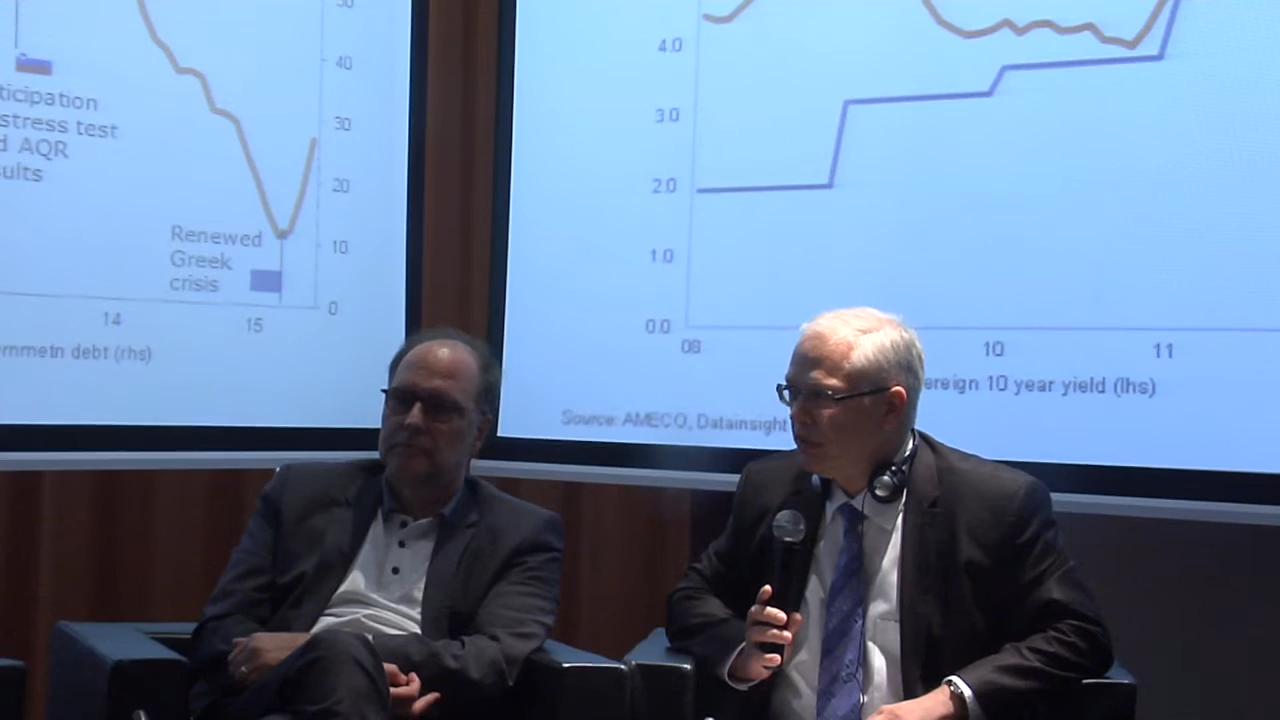 50
40
ticipation
stress test
d AQR
sults
30
20
Renewed
Greek
crisis
10
0
14
15
ernmetn debt (rhs)
4.0
3.0
2.0
1.0
0.0
08
10
11
ereign 10 year yield (lhs)
Source: AMECO, Datainsight